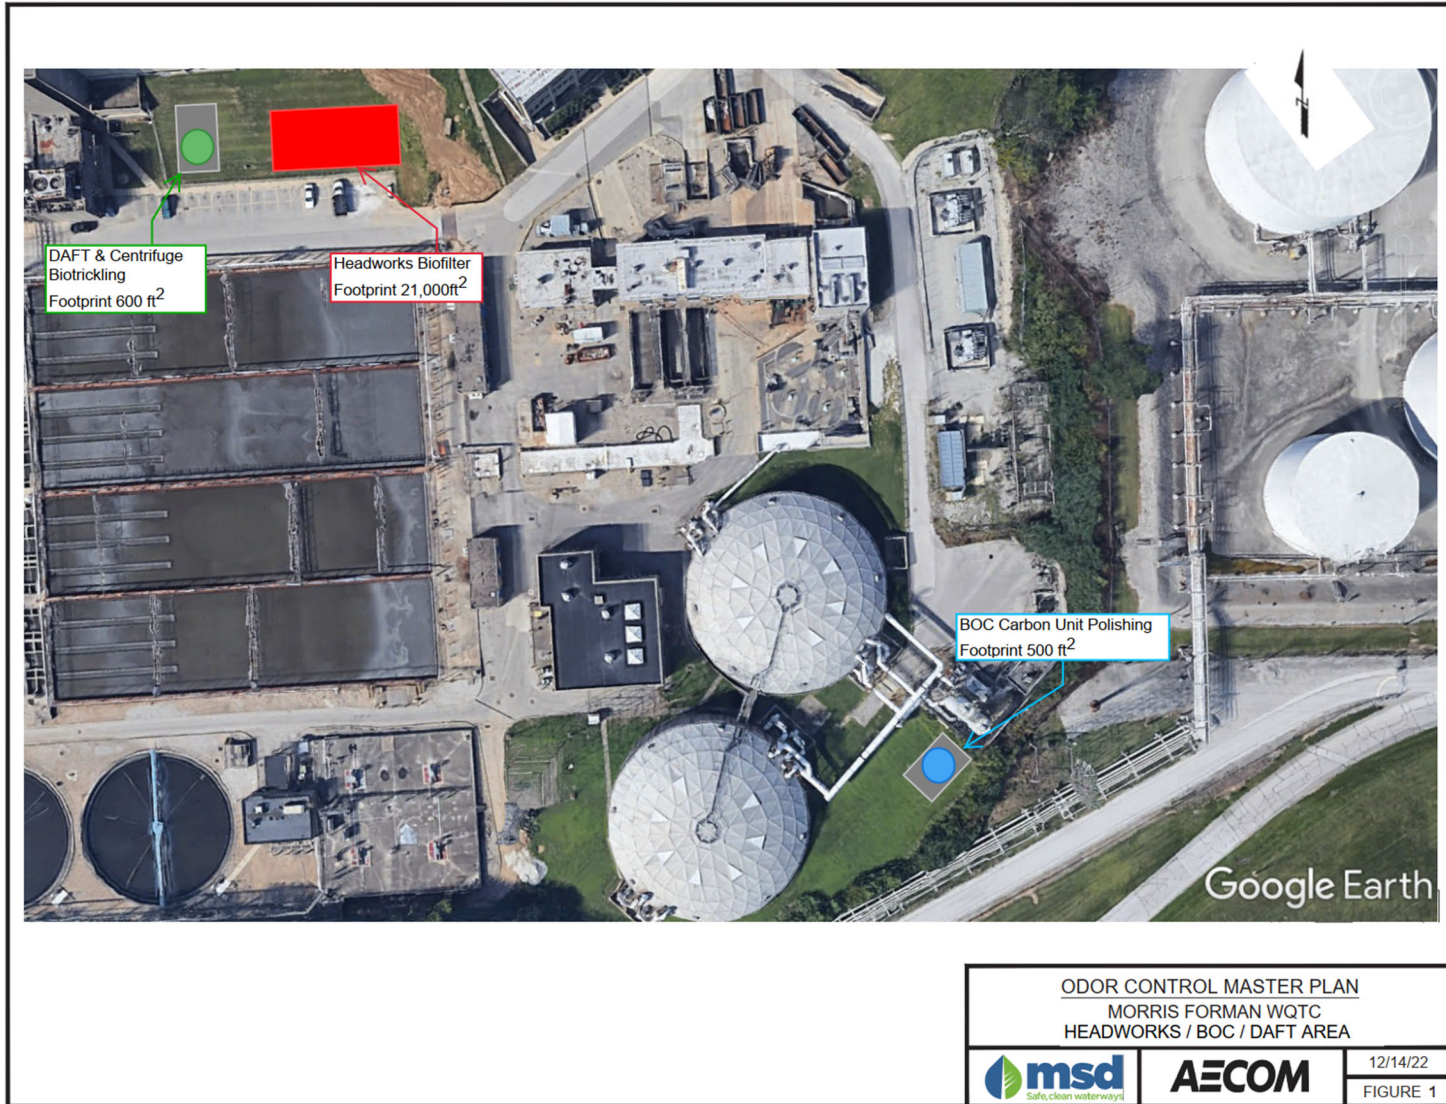 N
DAFT & Centrifuge
Biotrickling
Footprint 600 ft²
Headworks Biofilter
Footprint 21,000ft²
BOC Carbon Unit Polishing
Footprint 500 ft²
Google Earth
ODOR CONTROL MASTER PLAN
MORRIS FORMAN WQTC
HEADWORKS / BOC / DAFT AREA
msd
Safe, clean waterways
AECOM
12/14/22
FIGURE 1